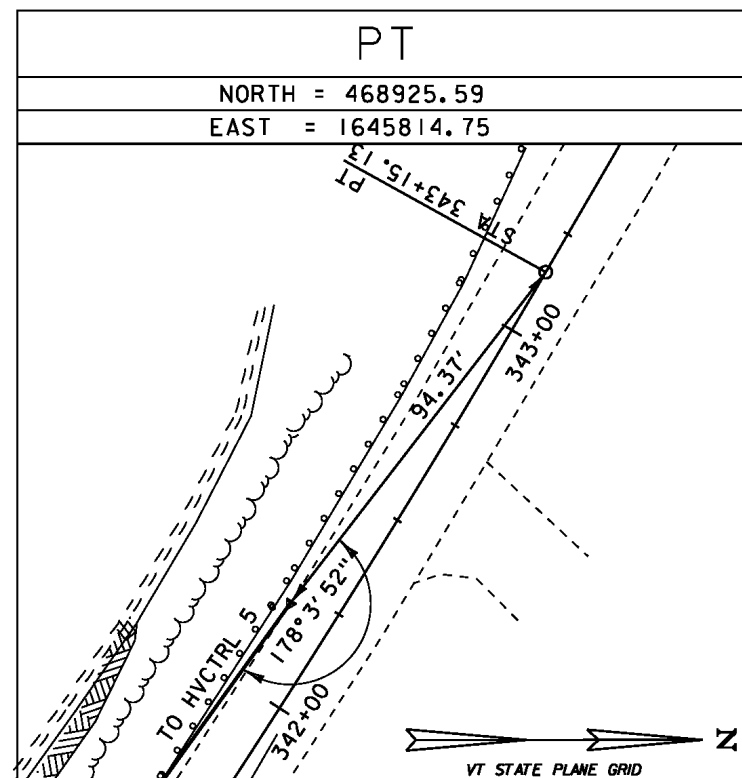 PT
NORTH = 468925.59
EAST = 1645814.75
PT
STA 343+15.13
343+00
94.37'
178° 3' 52"
TO HVCTRL 5
342+00
N
VT STATE PLANE GRID